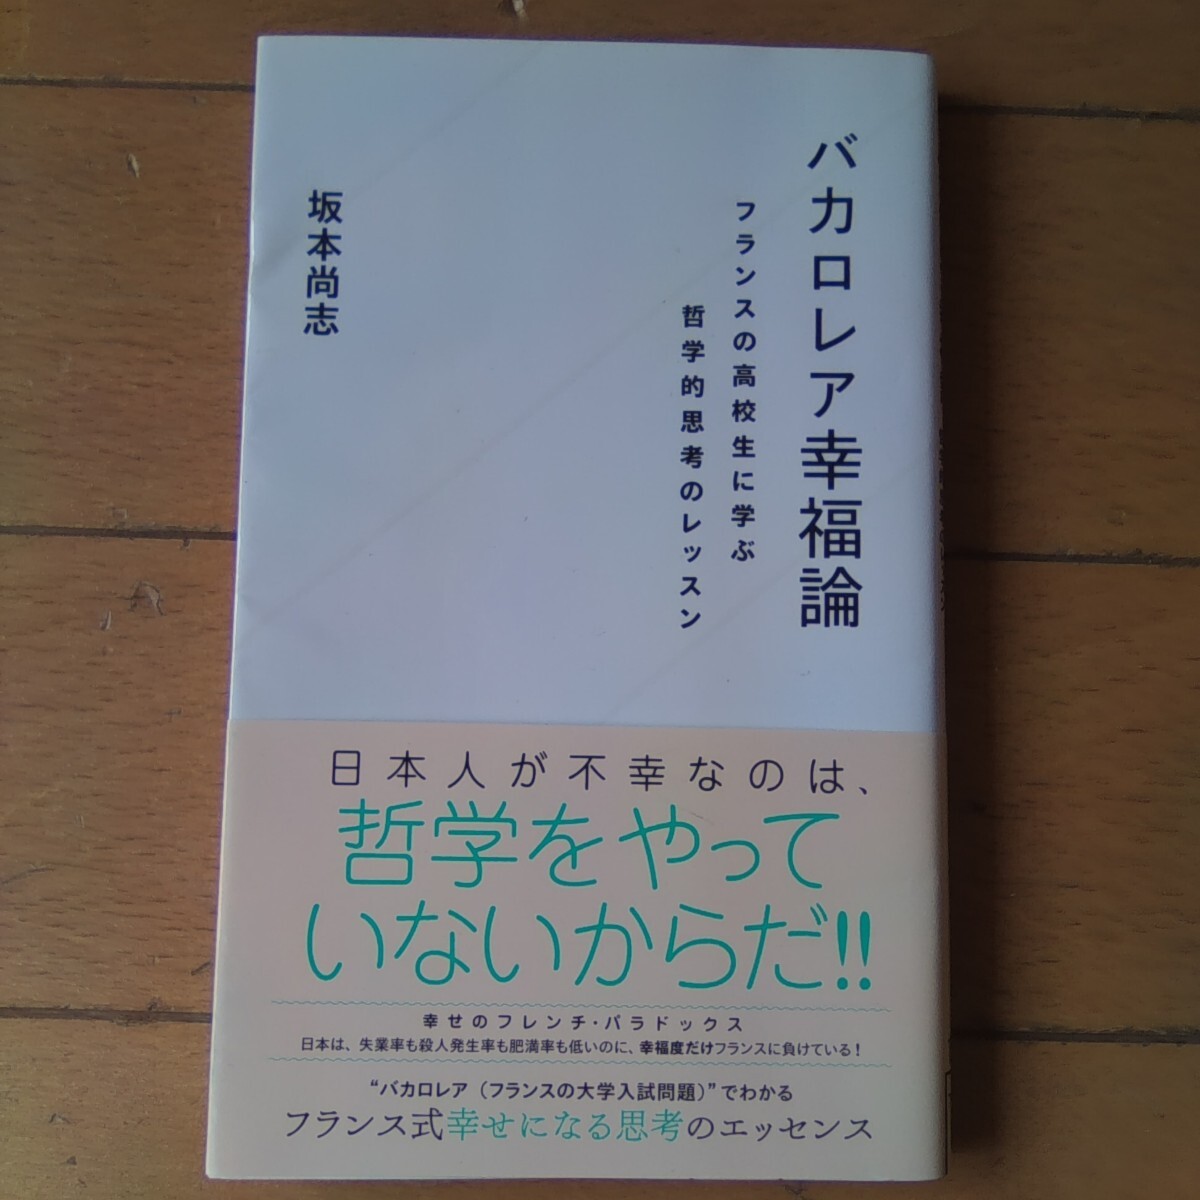 バカロレア幸福論
フランスの高校生に学ぶ
哲学的思考のレッスン
坂本尚志
日本人が不幸なのは、
哲学をやって
いないからだ!!
幸せのフレンチ・パラドックス
日本は、失業率も殺人発生率も肥満率も低いのに、幸福度だけフランスに負けている!
“バカロレア（フランスの大学入試問題）”でわかる
フランス式幸せになる思考のエッセンス